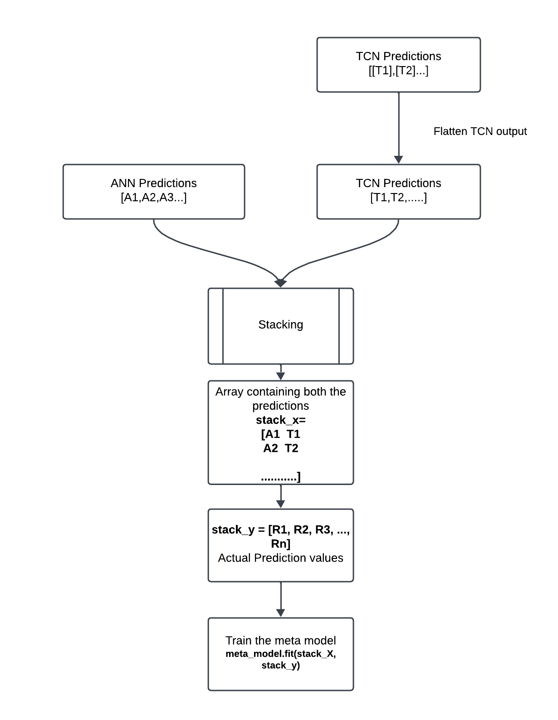 TCN Predictions
[[T1],[T2]...]
Flatten TCN output
ANN Predictions
[A1,A2,A3...]
TCN Predictions
[T1,T2,.....]
Stacking
Array containing both the
predictions
stack_x=
[A1 T1
A2 T2
...........]
stack_y = [R1, R2, R3, ...,
Rn]
Actual Prediction values
Train the meta model
meta_model.fit(stack_X,
stack_y)